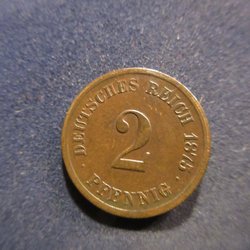 DEUTSCHES REICH 1875
2
PFENNIG